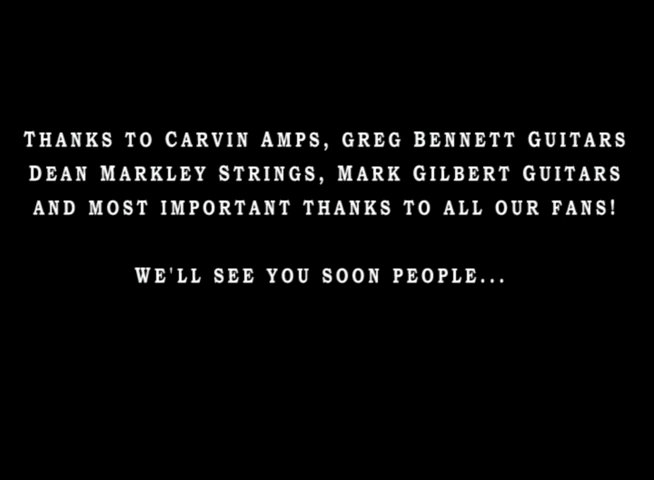 THANKS TO CARVIN AMPS, GREG BENNETT GUITARS
DEAN MARKLEY STRINGS, MARK GILBERT GUITARS
AND MOST IMPORTANT THANKS TO ALL OUR FANS!
WE'LL SEE YOU SOON PEOPLE...